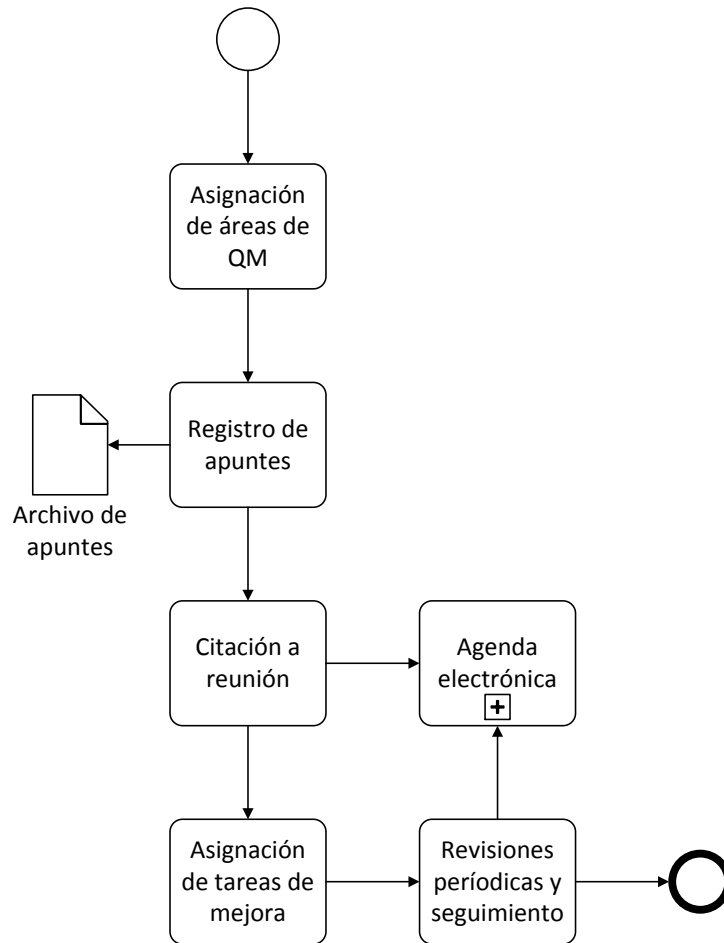 Asignación
de áreas de
QM
Registro de
apuntes
Archivo de
apuntes
Citación a
reunión
Agenda
electrónica
Asignación
de tareas de
mejora
Revisiones
períodicas y
seguimiento